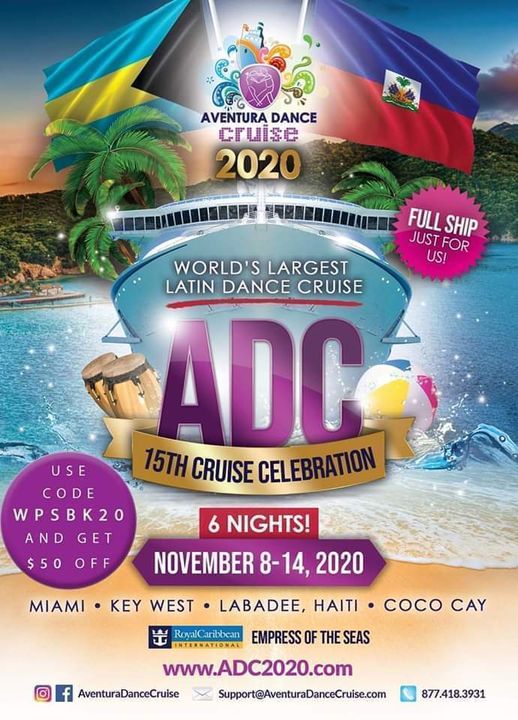 AVENTURA DANCE
cruise
2020
FULL SHIP
JUST FOR
US!
WORLD'S LARGEST
LATIN DANCE CRUISE
ADC
15TH CRUISE CELEBRATION
USE
CODE
WPSBK20
AND GET
$50 OFF
6 NIGHTS!
NOVEMBER 8-14, 2020
MIAMI • KEY WEST • LABADEE, HAITI • COCO CAY
RoyalCaribbean EMPRESS OF THE SEAS
INTERNATIONAL
www.ADC2020.com
AventuraDanceCruise Support@AventuraDanceCruise.com 877.418.3931